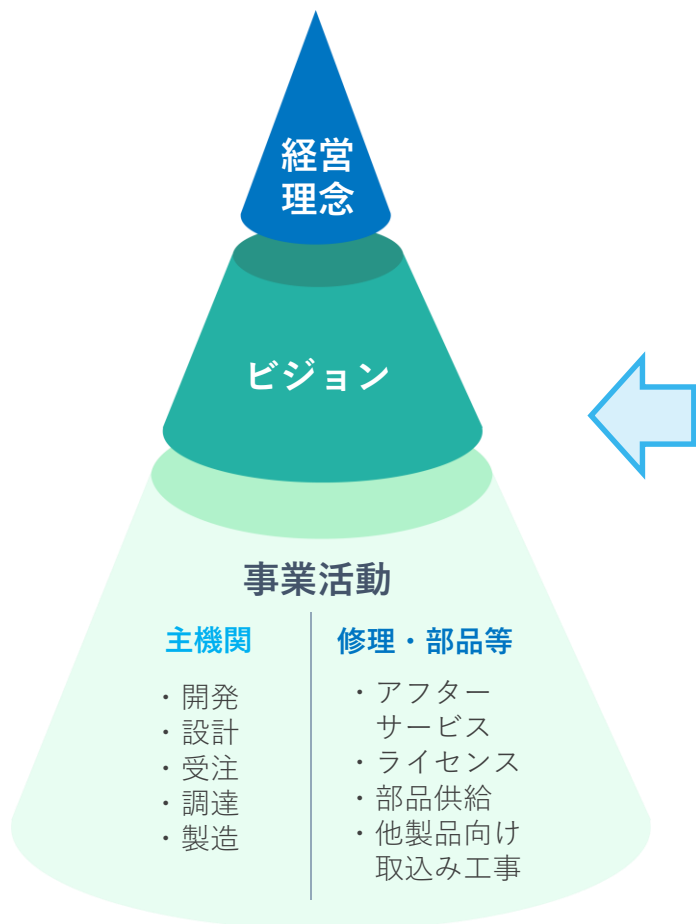 経営
理念
ビジョン
事業活動
主機関
・開発
・設計
・受注
・調達
・製造
修理・部品等
・アフター
サービス
・ライセンス
・部品供給
・他製品向け
取込み工事